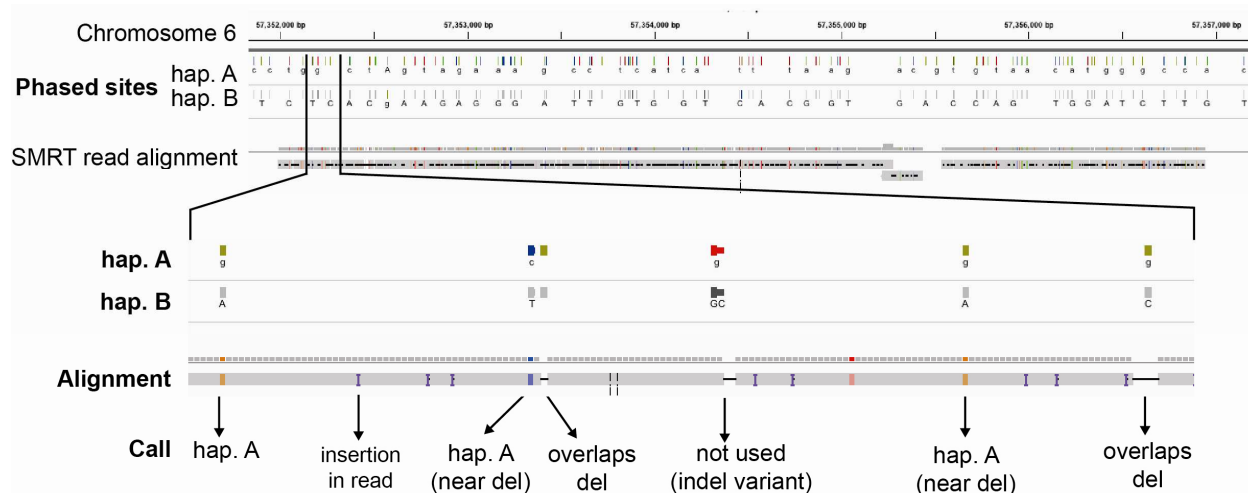 57,352,000 bp 57,353,000 bp 57,354,000 bp 57,355,000 bp 57,356,000 bp 57,357,000 bp
Chromosome 6
Phased sites
hap. A
c c t g g c t A g t a g a a a a g c c t c a t c a t t t a a g a c g t g t a a c a t g g g c c a c
hap. B
T C T C A C g A A G A G G G A T T G T G G T C A C G G T G A C C A G T G G A T C T T G T
SMRT read alignment
hap. A g c g g g
hap. B A T GC A C
Alignment
Call
hap. A
insertion
in read
hap. A
(near del)
overlaps
del
not used
(indel variant)
hap. A
(near del)
overlaps
del